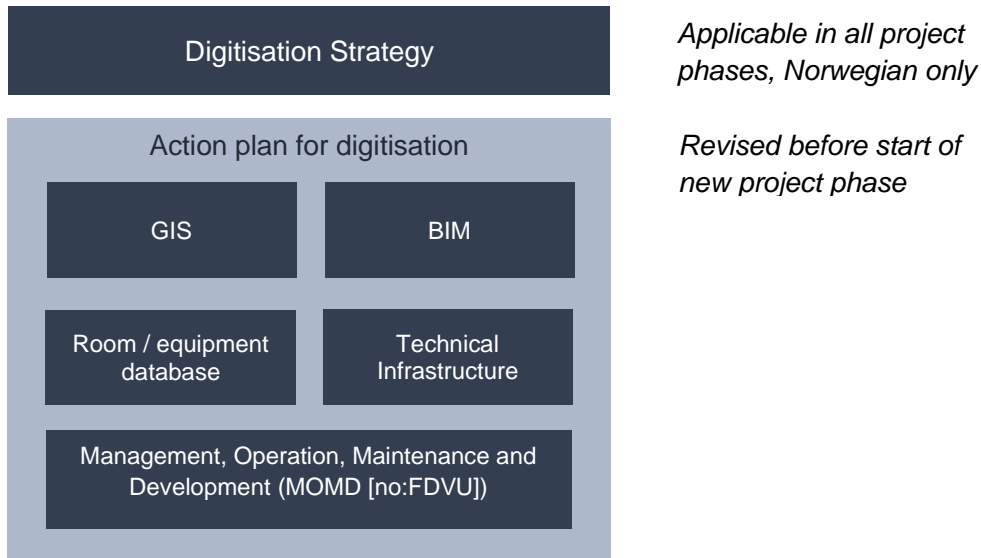 Digitisation Strategy
Applicable in all project
phases, Norwegian only
Action plan for digitisation
Revised before start of
new project phase
GIS
BIM
Room / equipment
database
Technical
Infrastructure
Management, Operation, Maintenance and
Development (MOMD [no:FDVU])